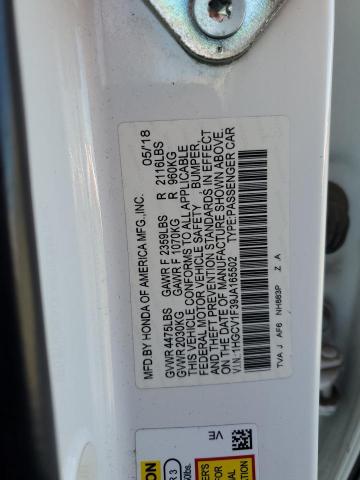 MFD BY HONDA OF AMERICA MFG.,INC. 05/18
GVWR 4475LBS GAWR F 2359LBS R 2116LBS
GVWR 2030KG GAWR F 1070KG R 960KG
THIS VEHICLE CONFORMS TO ALL APPLICABLE
FEDERAL MOTOR VEHICLE SAFETY BUMPER,
AND THEFT PREVENTION STANDARDS IN EFFECT
ON THE DATE OF MANUFACTURE SHOWN ABOVE.
V.I.N: 1HGCV1F39JA165502 TYPE:PASSENGER CAR
TVA J AF6 NH883P Z A
VE